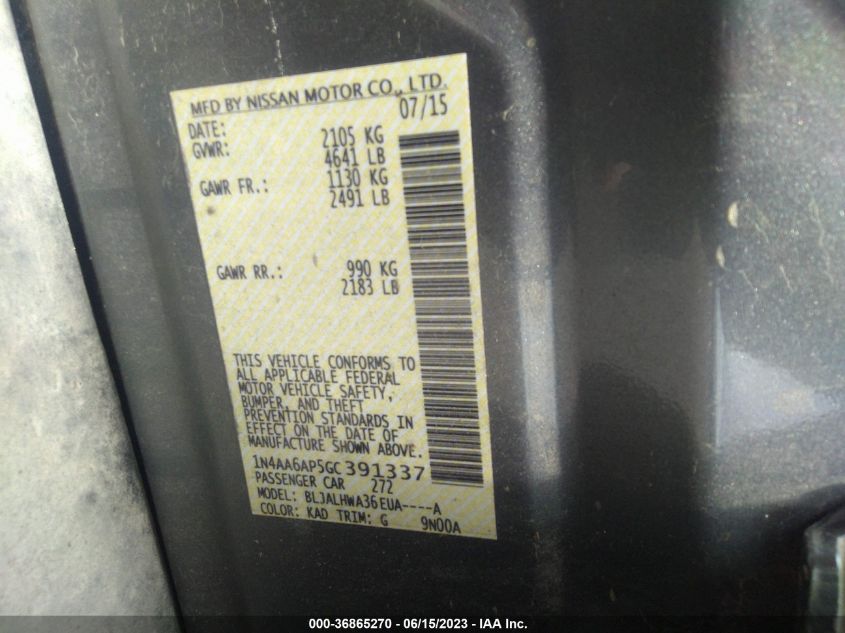 MFD BY NISSAN MOTOR CO., LTD.
DATE: 07/15
GVWR: 2105 KG
4641 LB
GAWR FR.: 1130 KG
2491 LB
GAWR RR.: 990 KG
2183 LB
THIS VEHICLE CONFORMS TO
ALL APPLICABLE FEDERAL
MOTOR VEHICLE SAFETY,
BUMPER, AND THEFT
PREVENTION STANDARDS IN
EFFECT ON THE DATE OF
MANUFACTURE SHOWN ABOVE.
1N4AA6AP5GC391337
PASSENGER CAR 272
MODEL: BLJALHWA36EUA----A
COLOR: KAD TRIM: G 9N00A
000-36865270 - 06/15/2023 - IAA Inc.